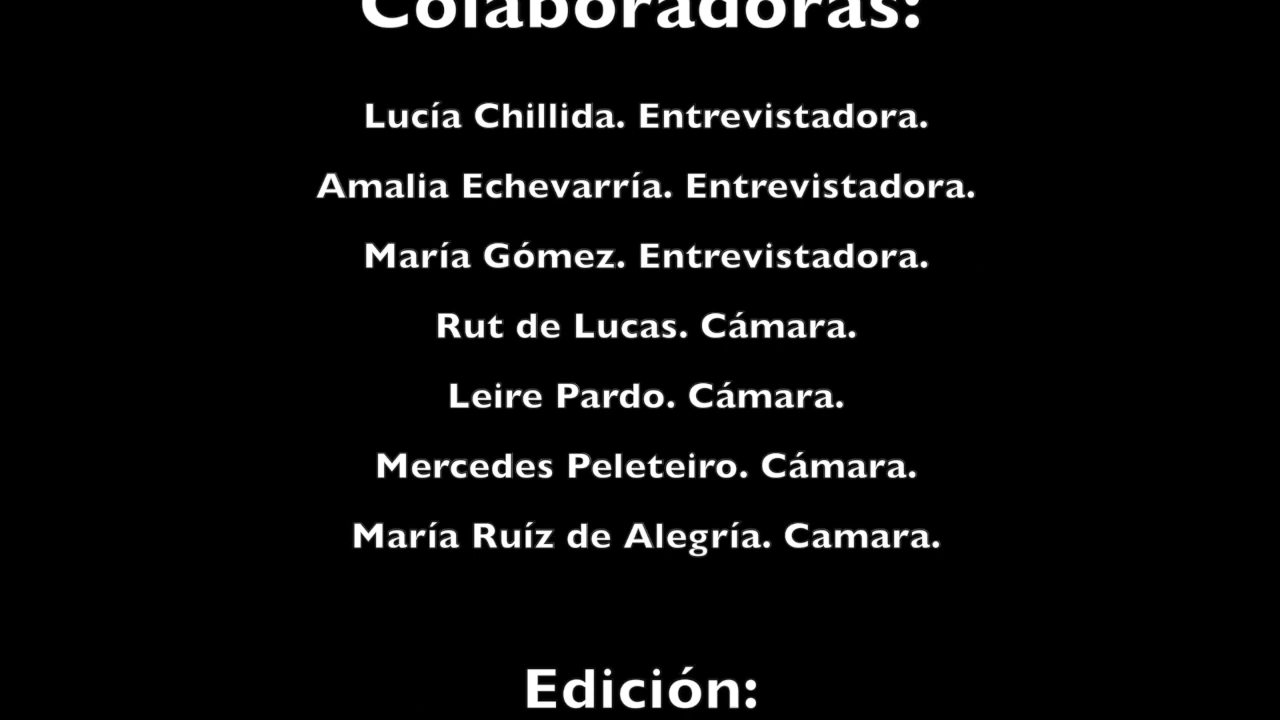 Colaboradoras:
Lucía Chillida. Entrevistadora.
Amalia Echevarría. Entrevistadora.
María Gómez. Entrevistadora.
Rut de Lucas. Cámara.
Leire Pardo. Cámara.
Mercedes Peleteiro. Cámara.
María Ruíz de Alegría. Camara.
Edición: